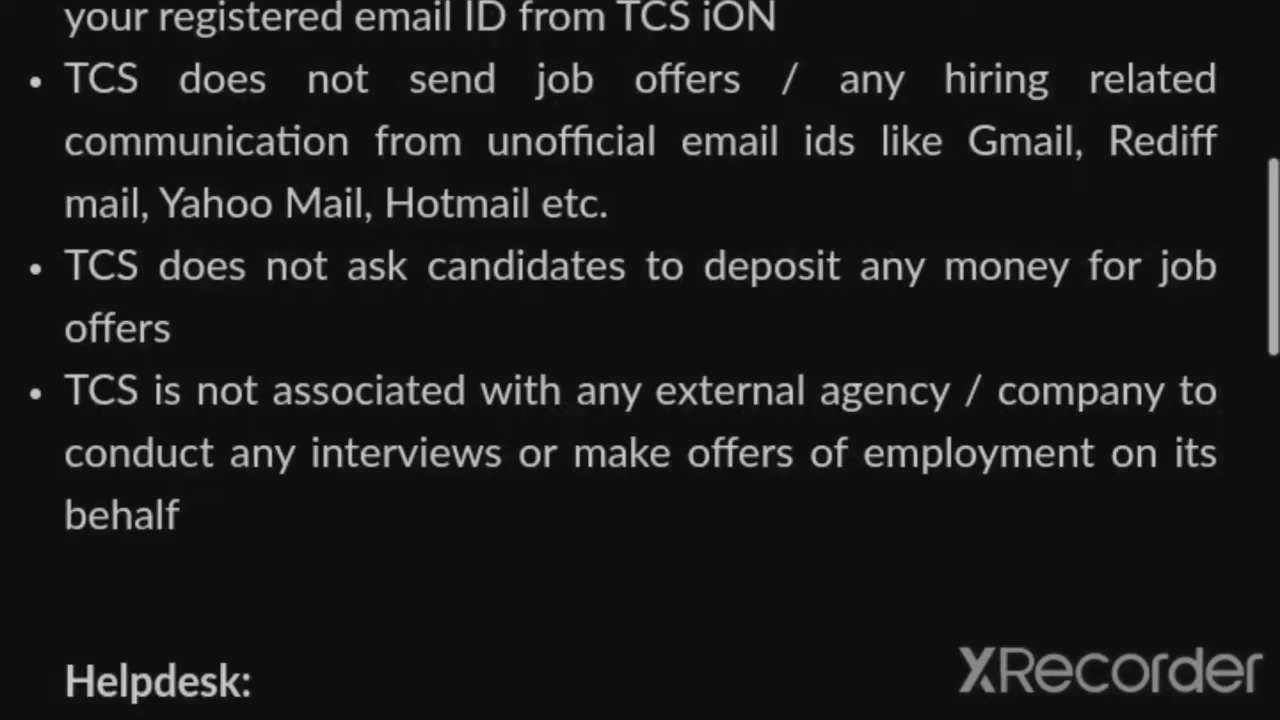 your registered email ID from TCS iON
• TCS does not send job offers / any hiring related
communication from unofficial email ids like Gmail, Rediff
mail, Yahoo Mail, Hotmail etc.
• TCS does not ask candidates to deposit any money for job
offers
• TCS is not associated with any external agency / company to
conduct any interviews or make offers of employment on its
behalf
Helpdesk:
XRecorder